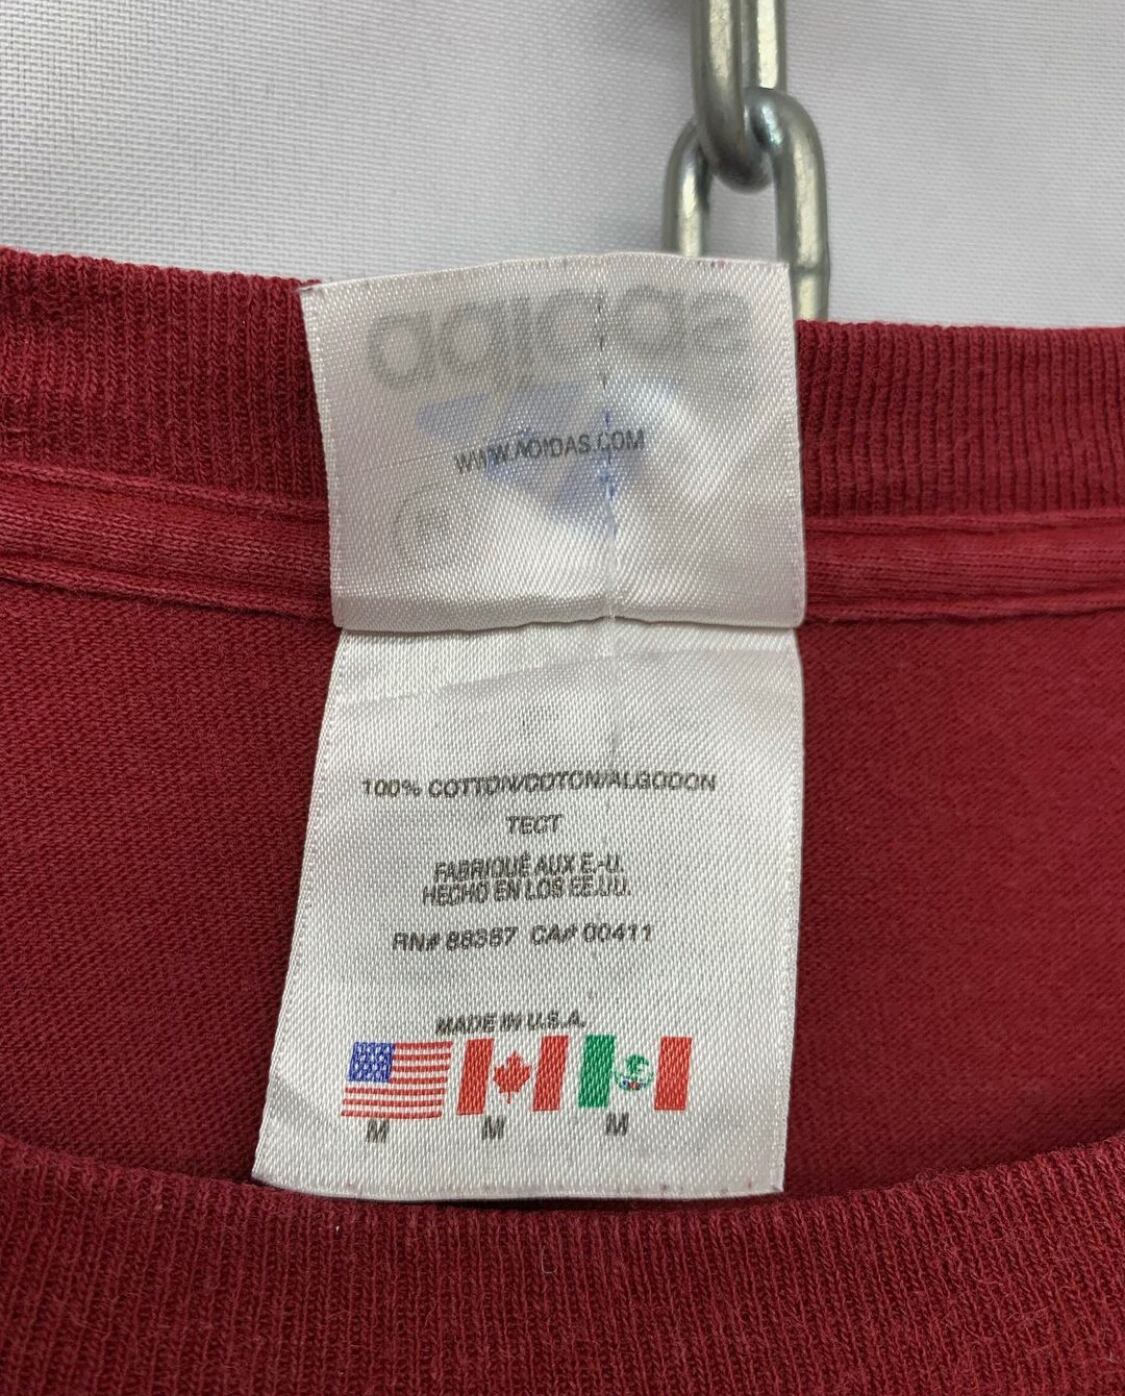 adidas
WWW.ADIDAS.COM
100% COTTON/COTON/ALGODON
TECT
FABRIQUÉ AUX E.-U.
HECHO EN LOS EE.UU.
RN# 88387 CA# 00411
MADE IN U.S.A.
M M M